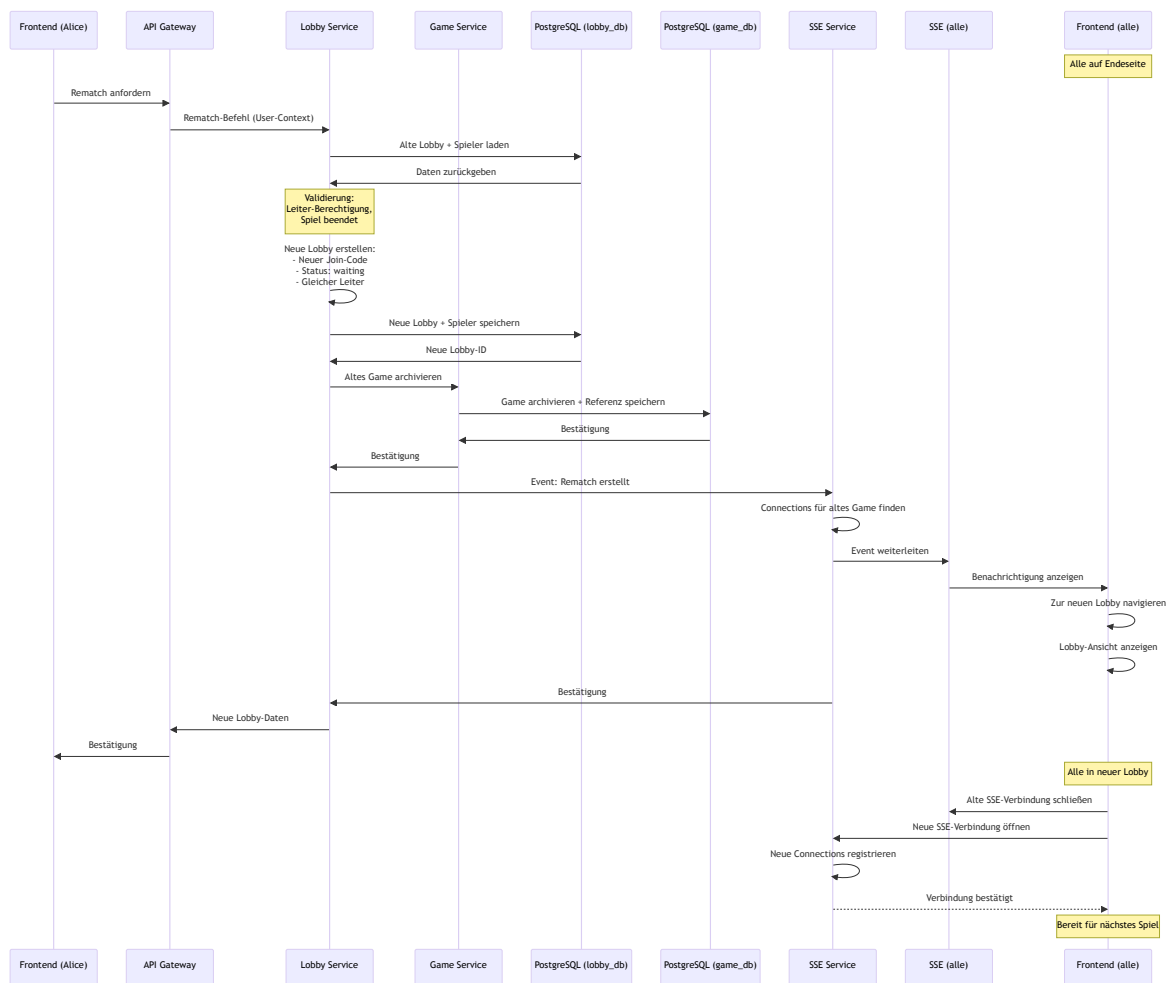 Frontend (Alice)
API Gateway
Lobby Service
Game Service
PostgreSQL (lobby_db)
PostgreSQL (game_db)
SSE Service
SSE (alle)
Frontend (alle)
Alle auf Endeseite
Rematch anfordern
Rematch-Befehl (User-Context)
Alte Lobby + Spieler laden
Daten zurückgeben
Validierung:
Leiter-Berechtigung,
Spiel beendet
Neue Lobby erstellen:
- Neuer Join-Code
- Status: waiting
- Gleicher Leiter
Neue Lobby + Spieler speichern
Neue Lobby-ID
Altes Game archivieren
Game archivieren + Referenz speichern
Bestätigung
Bestätigung
Event: Rematch erstellt
Connections für altes Game finden
Event weiterleiten
Benachrichtigung anzeigen
Zur neuen Lobby navigieren
Lobby-Ansicht anzeigen
Bestätigung
Neue Lobby-Daten
Bestätigung
Alle in neuer Lobby
Alte SSE-Verbindung schließen
Neue SSE-Verbindung öffnen
Neue Connections registrieren
Verbindung bestätigt
Bereit für nächstes Spiel
Frontend (Alice)
API Gateway
Lobby Service
Game Service
PostgreSQL (lobby_db)
PostgreSQL (game_db)
SSE Service
SSE (alle)
Frontend (alle)